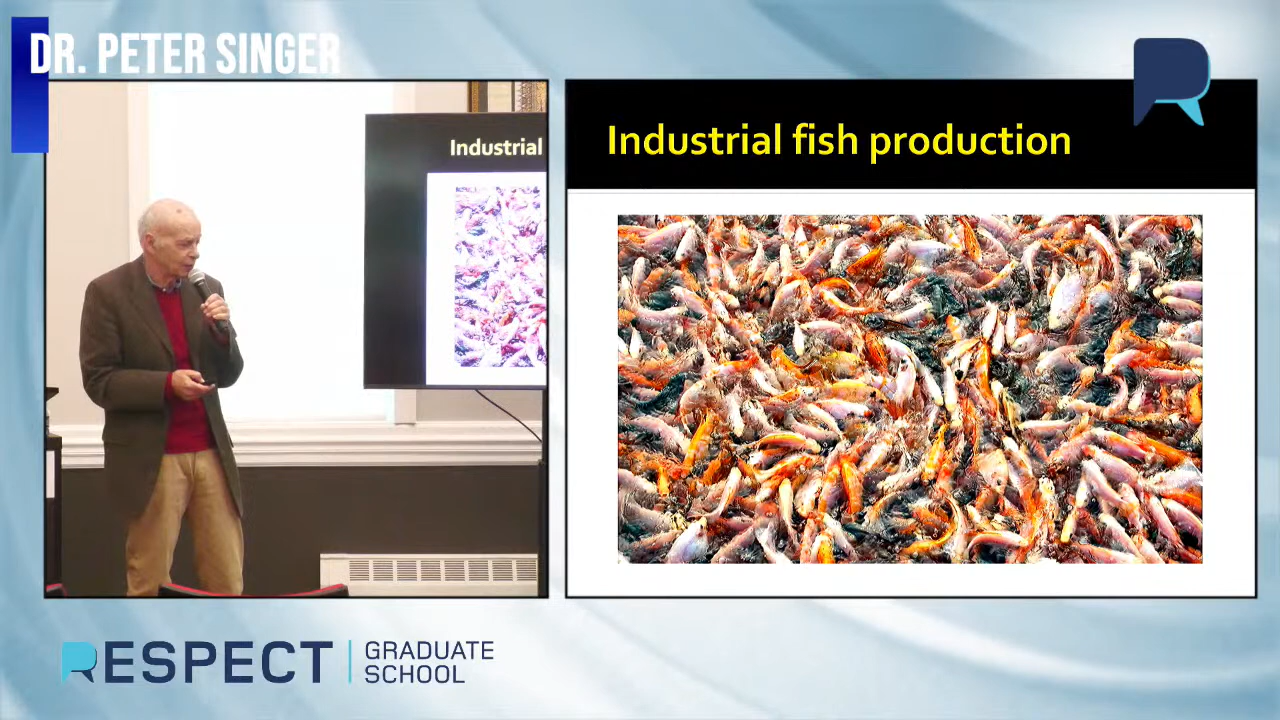 DR. PETER SINGER
Industrial
Industrial fish production
RESPECT
GRADUATE
SCHOOL